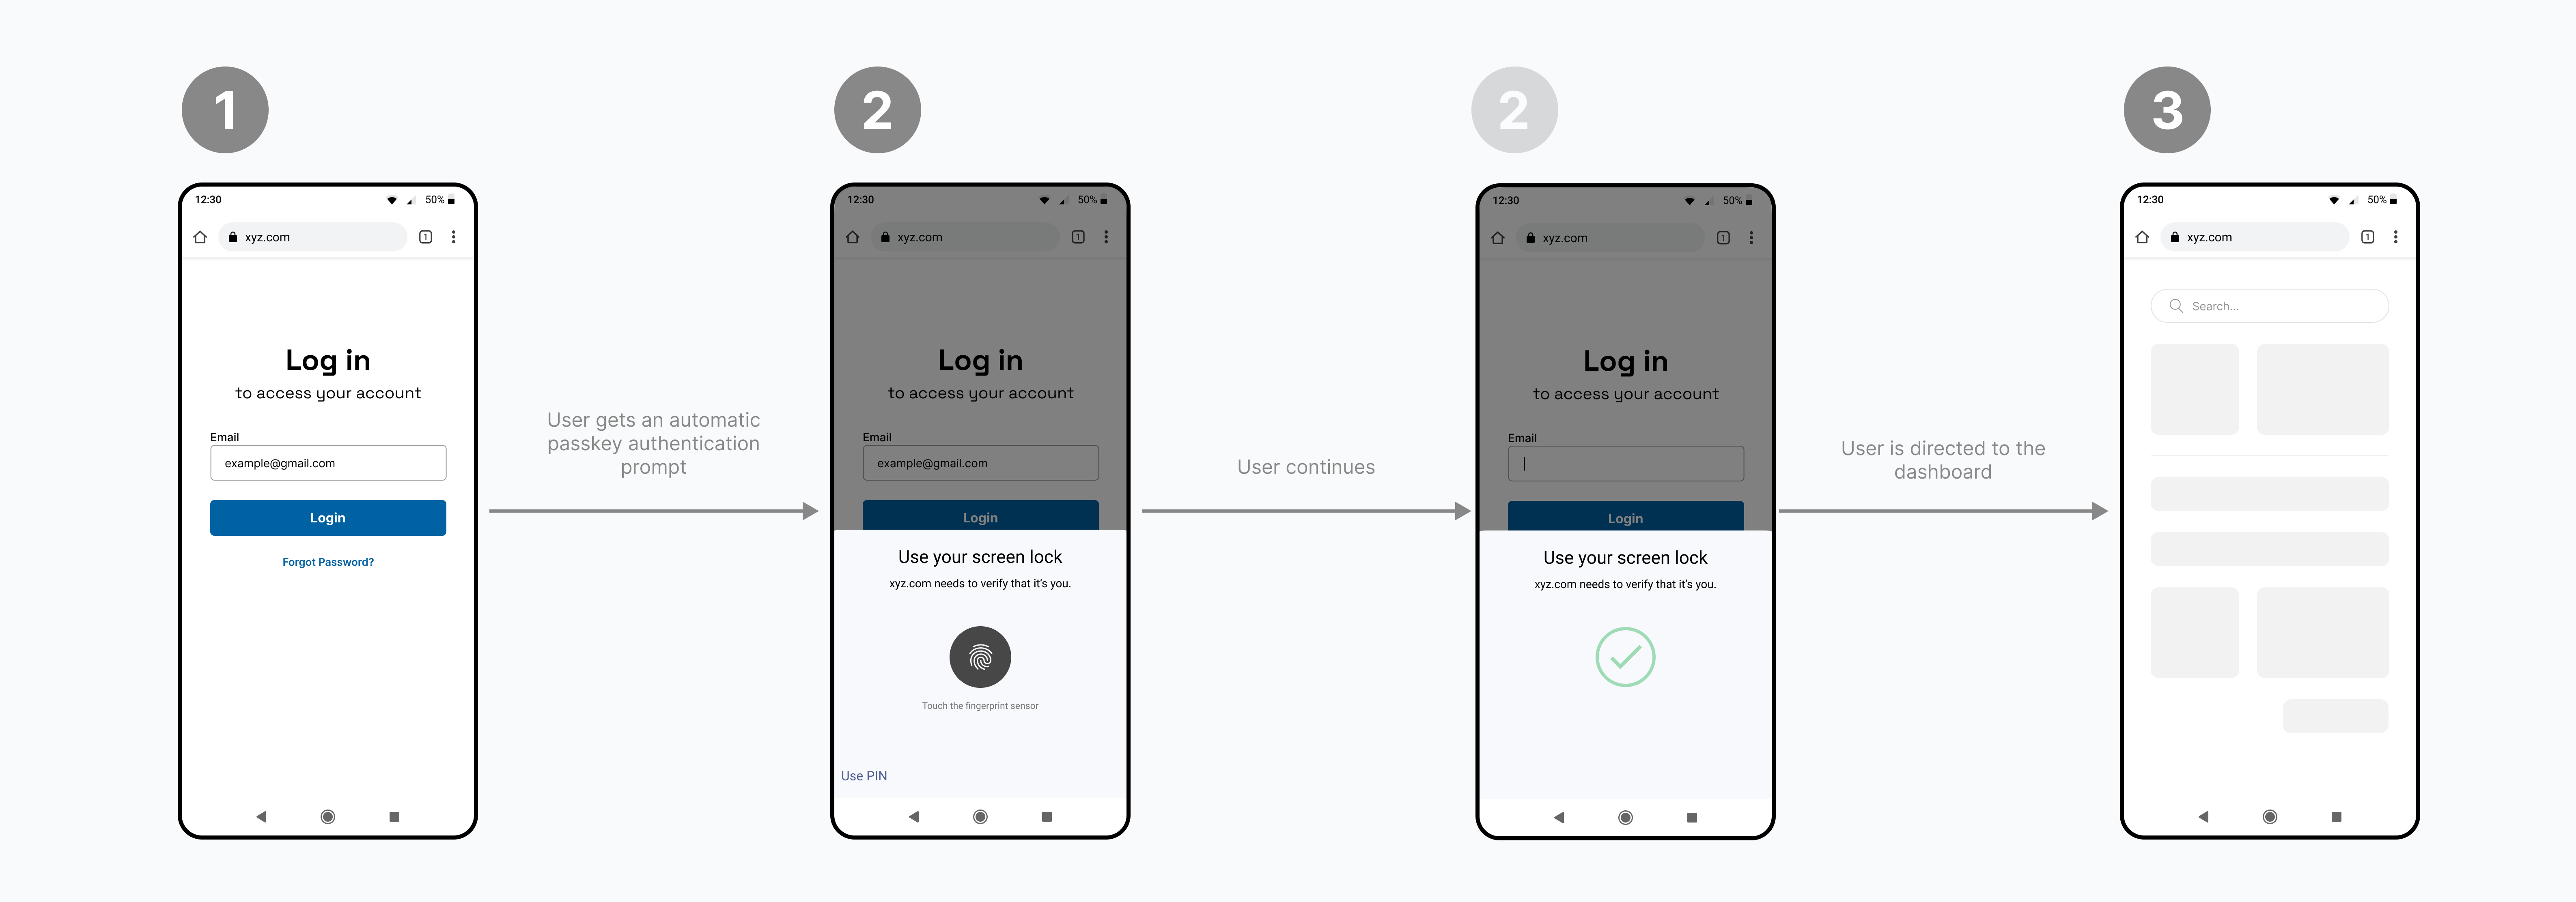 1
2
2
3
12:30 50%
xyz.com 1
Log in
to access your account
Email
example@gmail.com
Login
Forgot Password?
User gets an automatic
passkey authentication
prompt
12:30 50%
xyz.com 1
Log in
to access your account
Email
example@gmail.com
Login
Use your screen lock
xyz.com needs to verify that it's you.
Touch the fingerprint sensor
Use PIN
User continues
12:30 50%
xyz.com 1
Log in
to access your account
Email
Login
Use your screen lock
xyz.com needs to verify that it's you.
User is directed to the
dashboard
12:30 50%
xyz.com 1
Search...